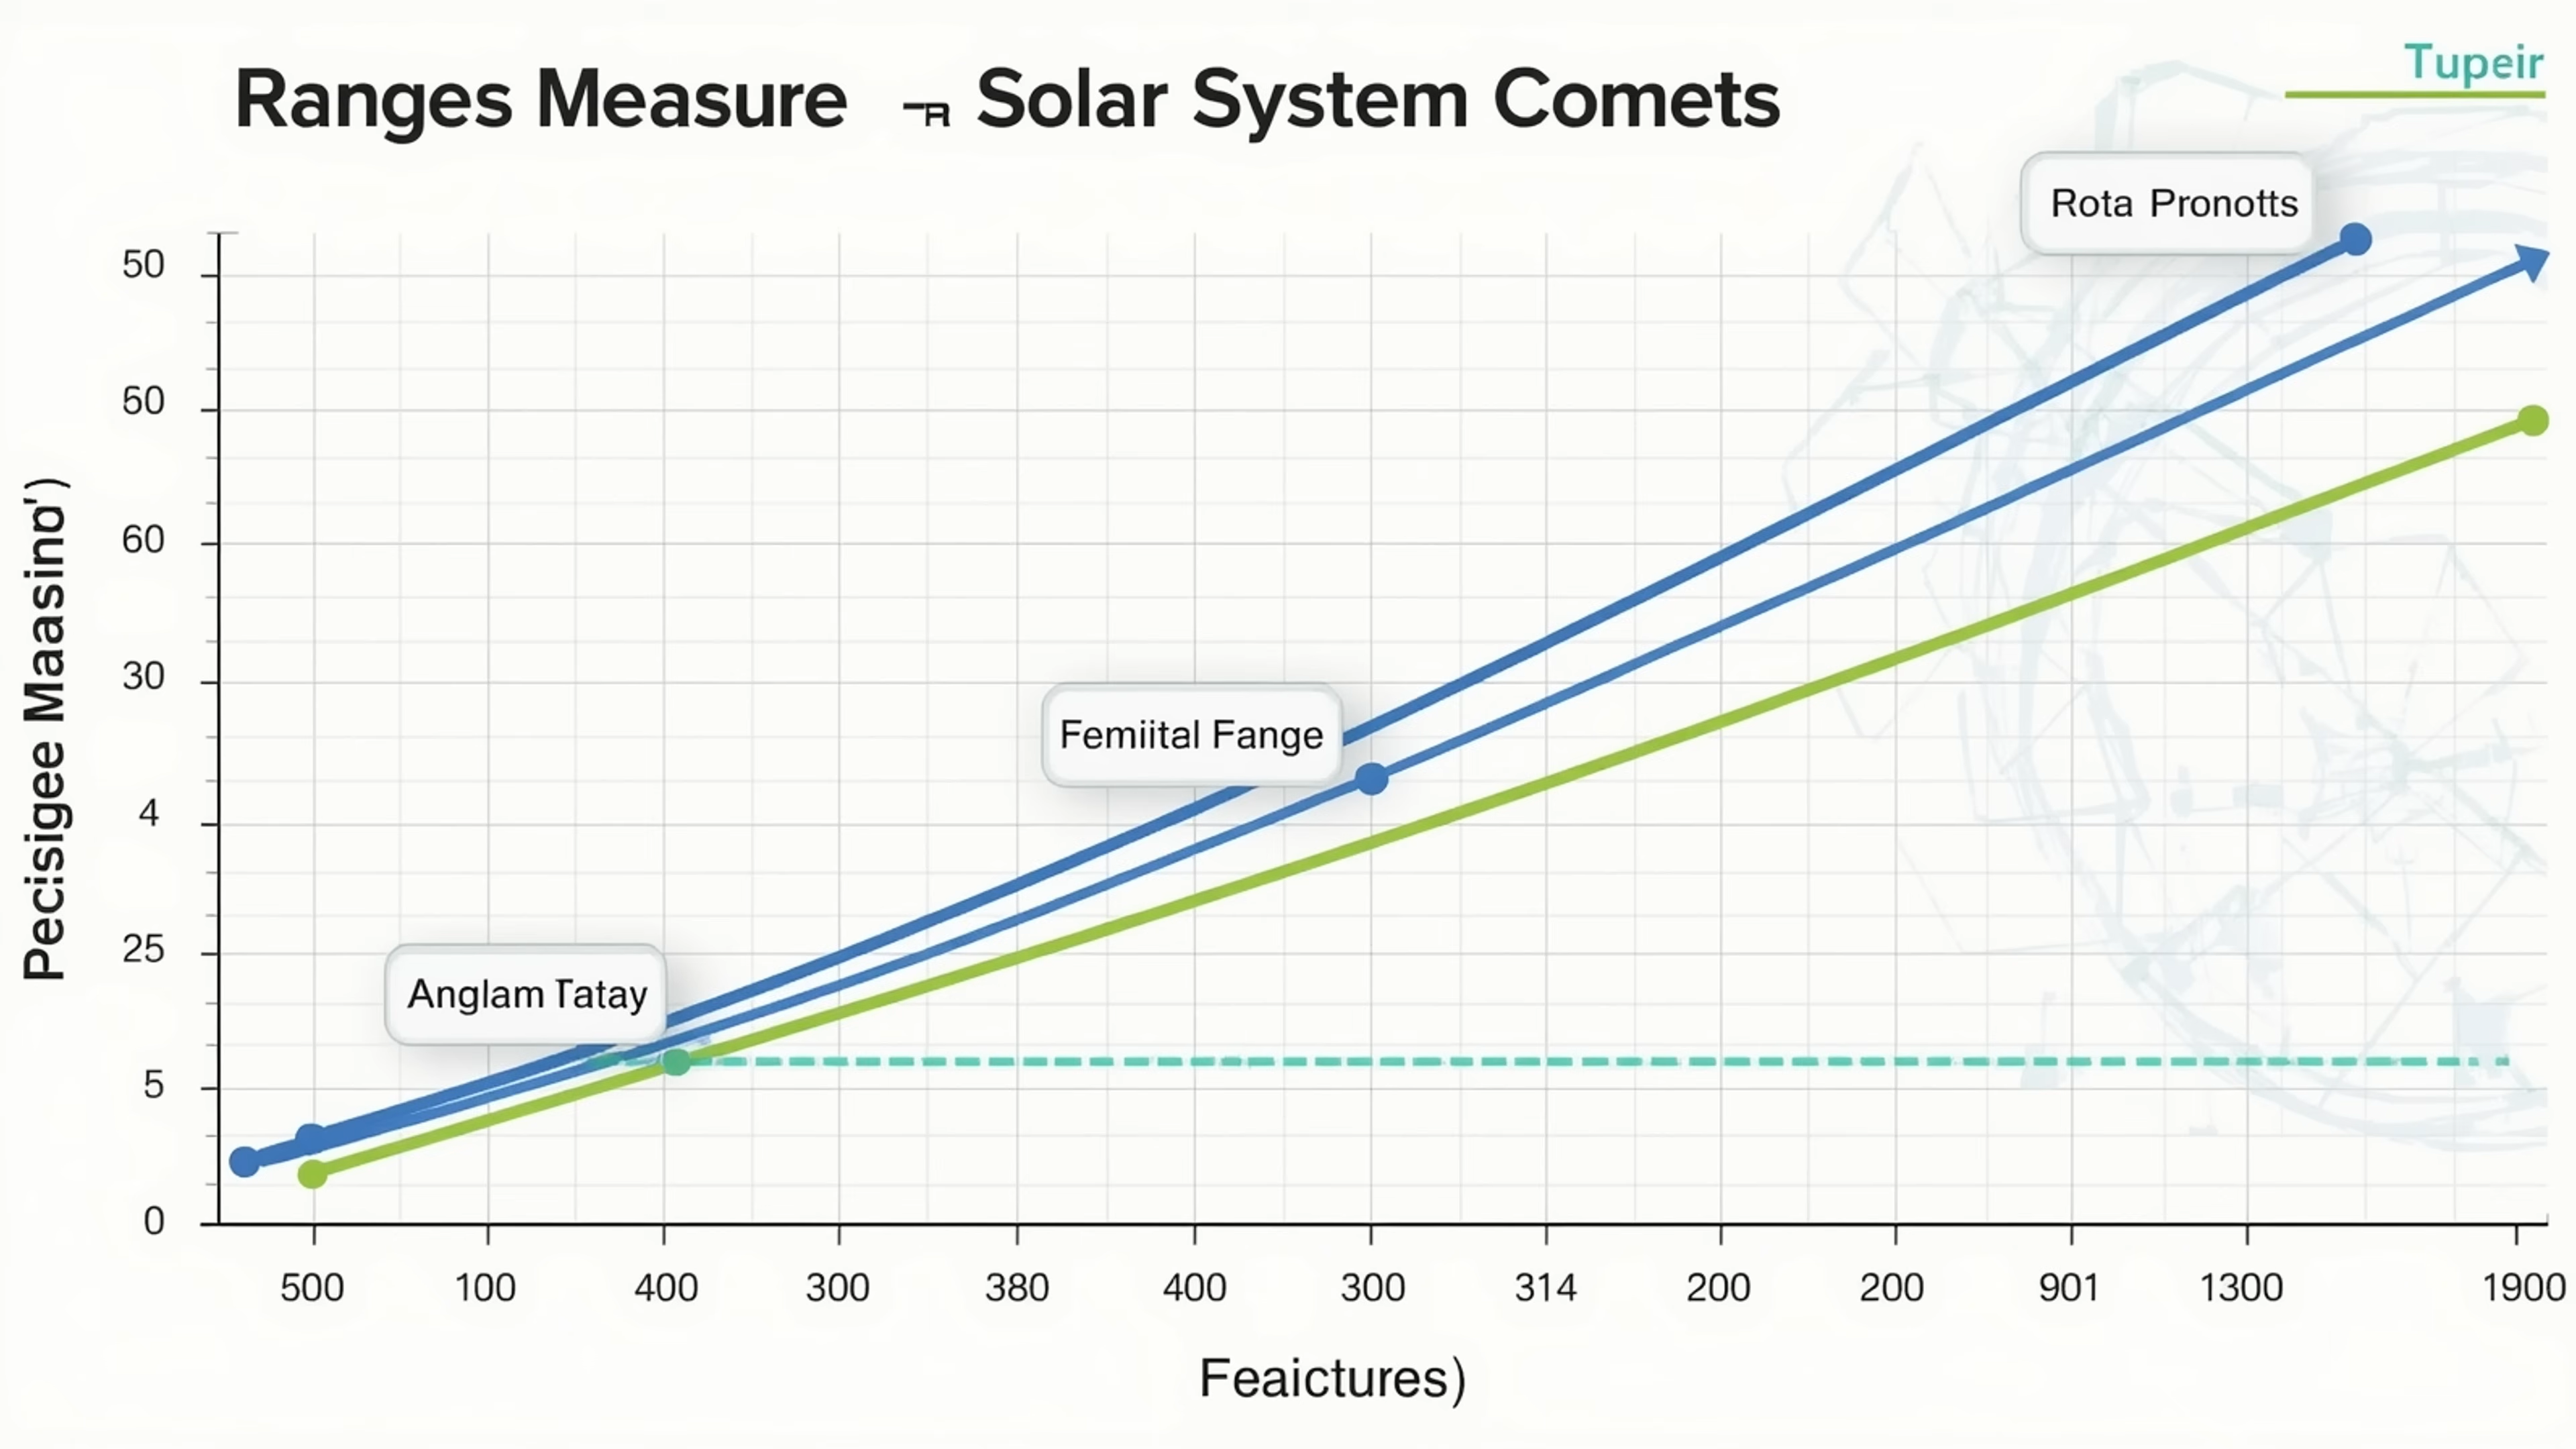 Tupeir
Ranges Measure -R Solar System Comets
Rota Pronotts
Femiital Fange
Anglam Tatay
Pecisigee Maasino')
50
50
60
30
4
25
5
0
500 100 400 300 380 400 300 314 200 200 901 1300 1900
Feaictures)